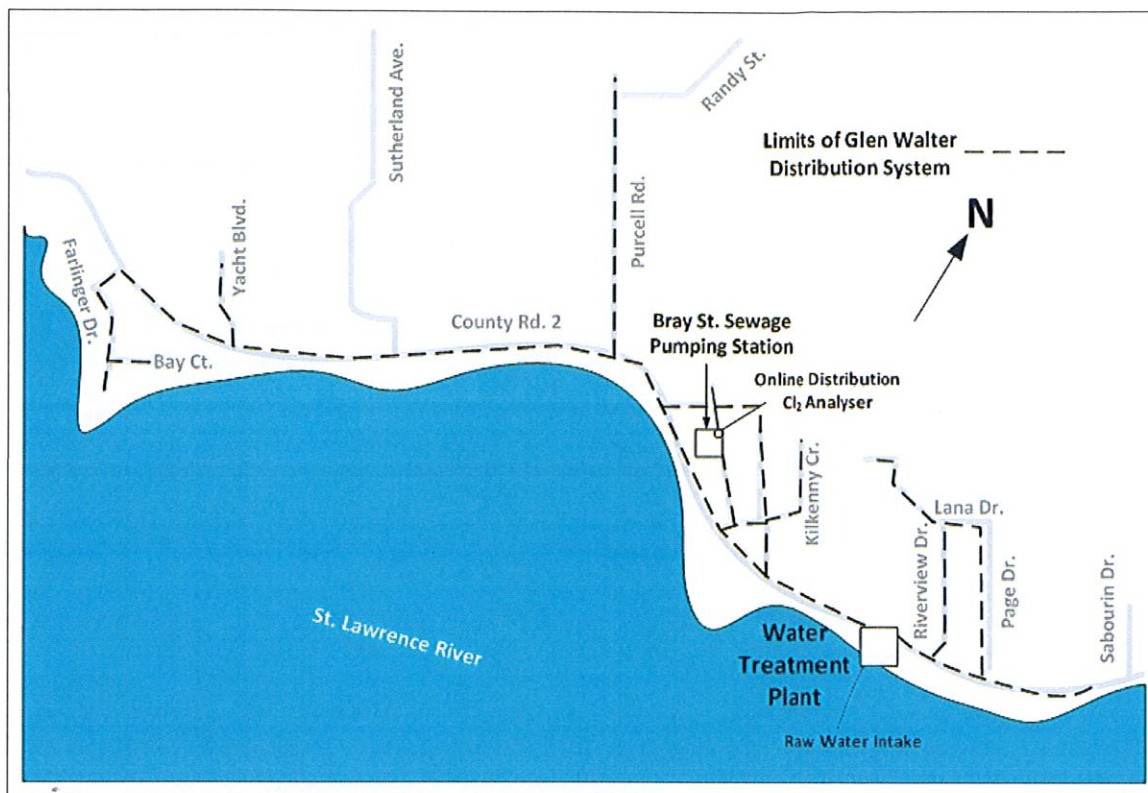 Sutherland Ave.
Randy St.
Limits of Glen Walter
Distribution System
N
Purcell Rd.
Yacht Blvd.
Farlinger Dr.
County Rd. 2
Bray St. Sewage
Pumping Station
Bay Ct.
Online Distribution
Cl₂ Analyser
Kilkenny Cr.
Lana Dr.
Riverview Dr.
Page Dr.
Sabourin Dr.
St. Lawrence River
Water
Treatment
Plant
Raw Water Intake